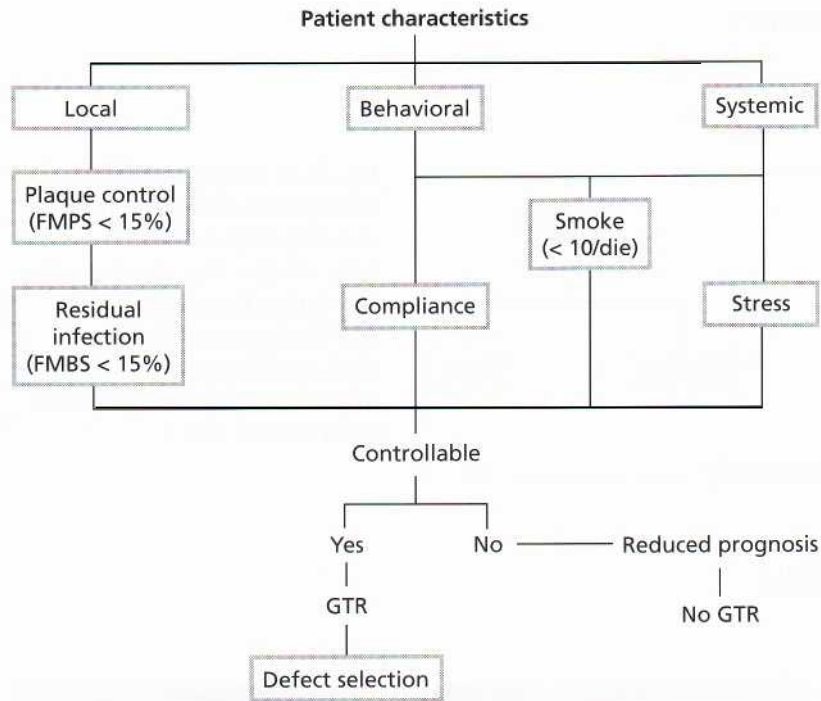 Patient characteristics
Local
Behavioral
Systemic
Plaque control
(FMPS < 15%)
Smoke
(< 10/die)
Residual
infection
(FMBS < 15%)
Compliance
Stress
Controllable
Yes
No
Reduced prognosis
GTR
No GTR
Defect selection